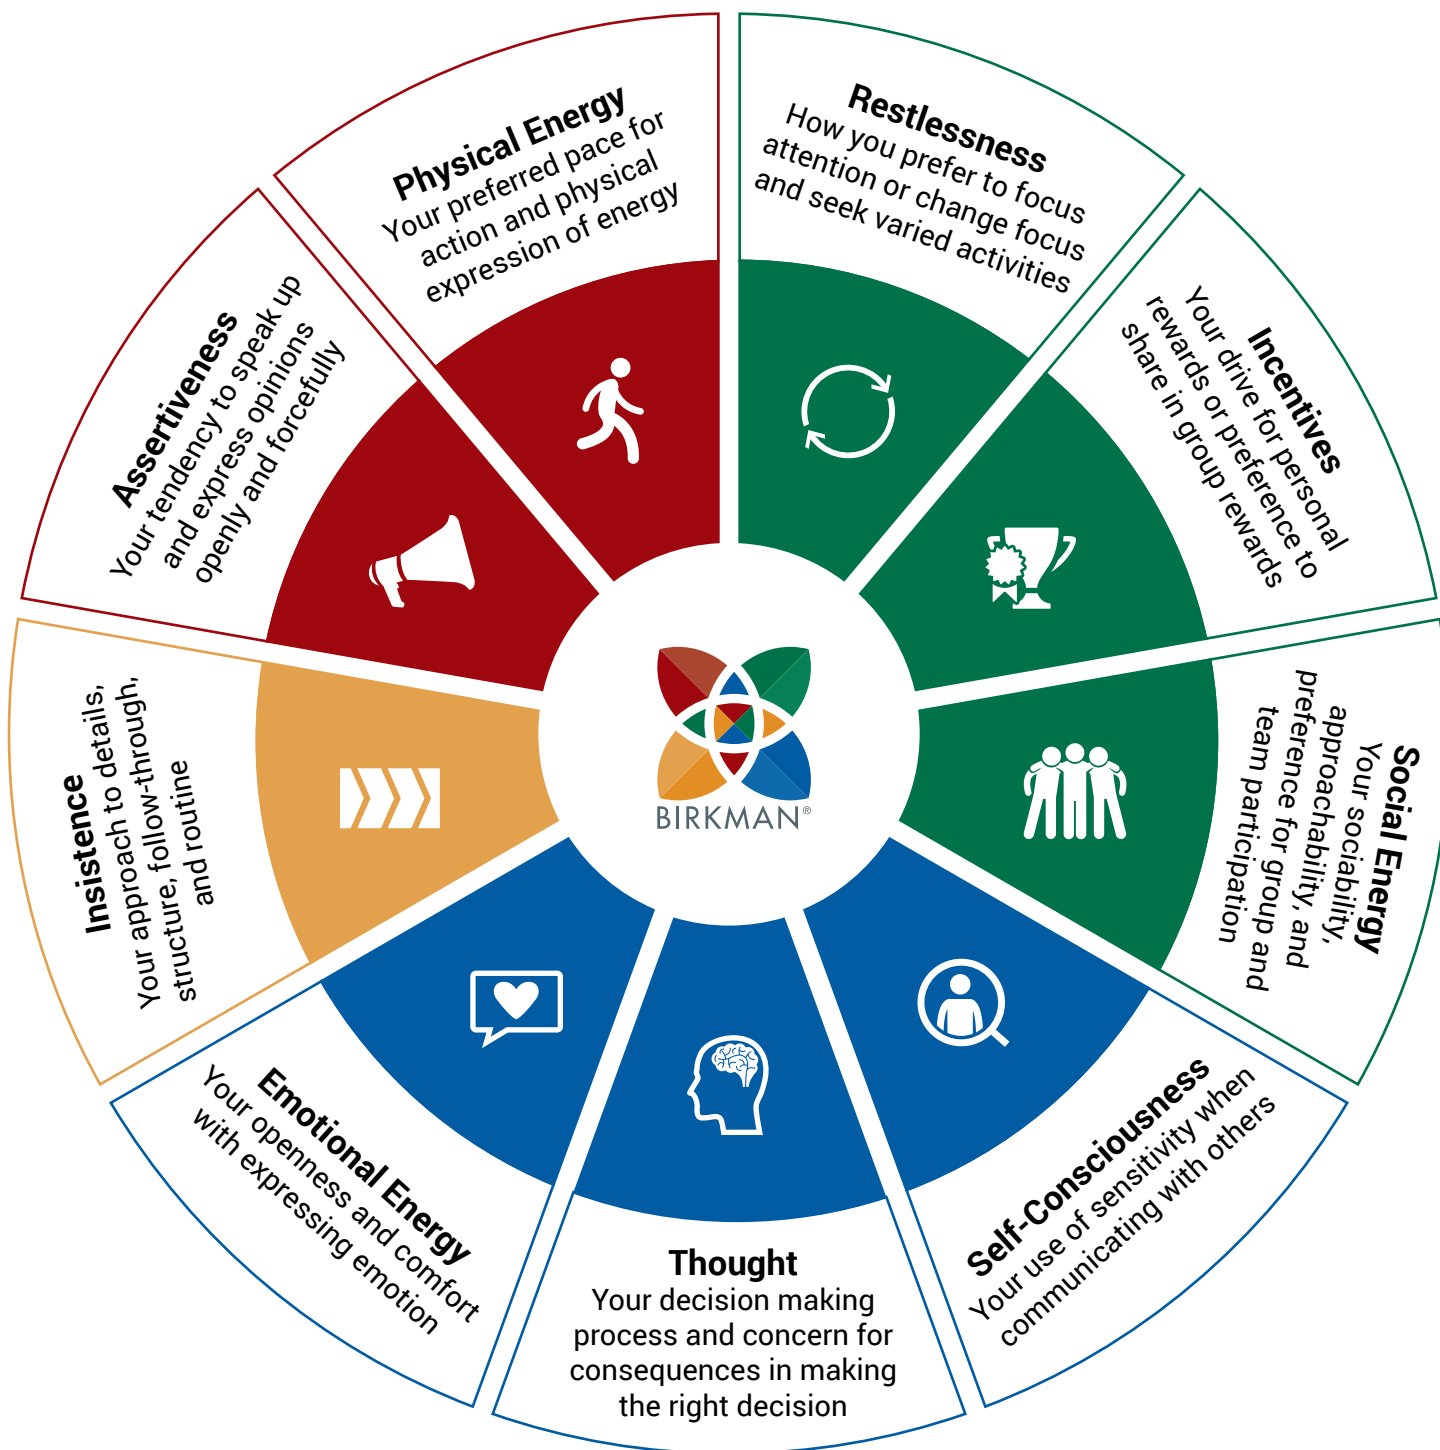 Physical Energy
Your preferred pace for
action and physical
expression of energy
Restlessness
How you prefer to focus
attention or change focus
and seek varied activities
Incentives
Your drive for personal
rewards or preference to
share in group rewards
Social Energy
Your sociability,
approachability, and
preference for group and
team participation
Self-Consciousness
Your use of sensitivity when
communicating with others
Thought
Your decision making
process and concern for
consequences in making
the right decision
Emotional Energy
Your openness and comfort
with expressing emotion
Insistence
Your approach to details,
structure, follow-through,
and routine
Assertiveness
Your tendency to speak up
and express opinions
openly and forcefully
BIRKMAN®